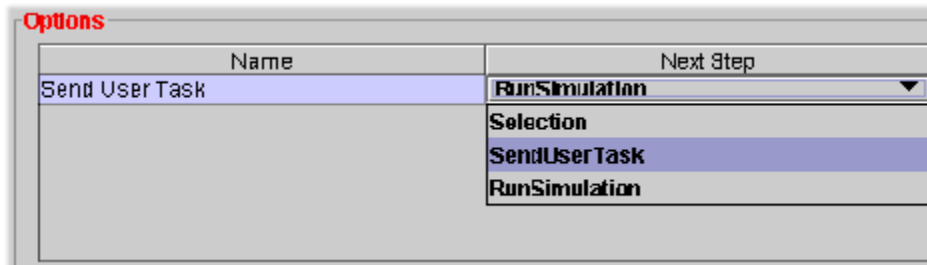 Options
Name Next Step
Send User Task RunSimulation
Selection
SendUserTask
RunSimulation